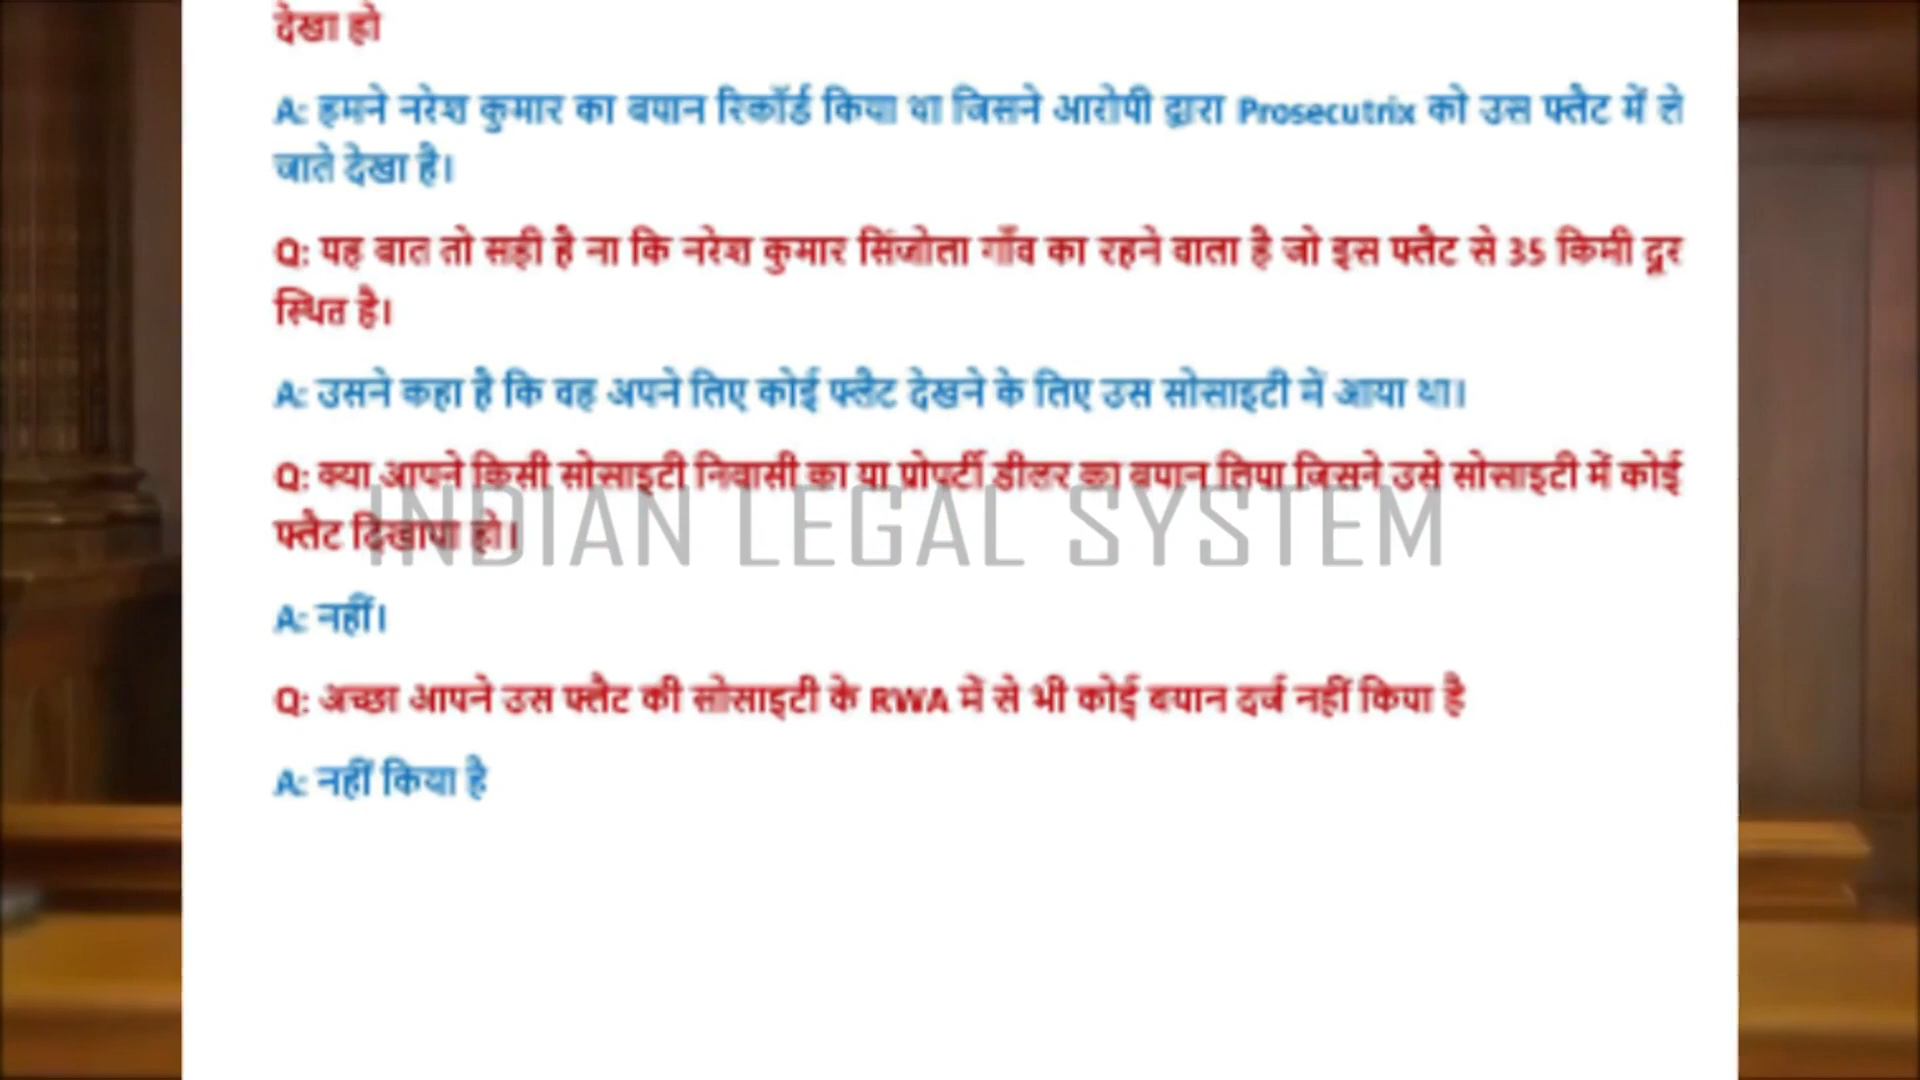 देखा हो
A: हमने नरेश कुमार का बयान रिकॉर्ड किया था जिसने आरोपी द्वारा Prosecutrix को उस फ्लैट में ले
जाते देखा है।
Q: यह बात तो सही है ना कि नरेश कुमार सिंजोला गाँव का रहने वाला है जो इस फ्लैट से 35 किमी दूर
स्थित है।
A: उसने कहा है कि वह अपने लिए कोई फ्लैट देखने के लिए उस सोसाइटी में आया था।
Q: क्या आपने किसी सोसाइटी निवासी का या प्रोपर्टी डीलर का बयान लिया जिसने उसे सोसाइटी में कोई
फ्लैट दिखाया हो।
INDIAN LEGAL SYSTEM
A: नहीं।
Q: अच्छा आपने उस फ्लैट की सोसाइटी के RWA में से भी कोई बयान दर्ज नहीं किया है
A: नहीं किया है